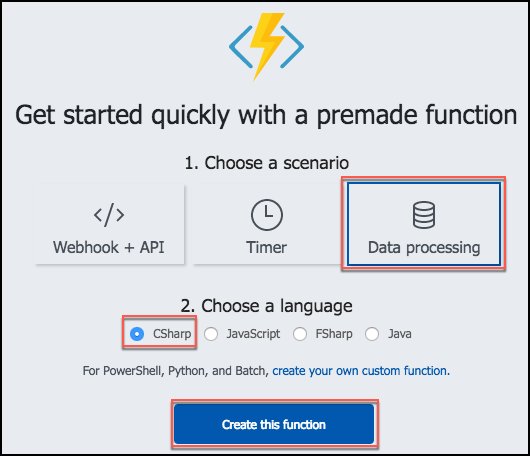 Get started quickly with a premade function
1. Choose a scenario
Webhook + API Timer Data processing
2. Choose a language
CSharp JavaScript FSharp Java
For PowerShell, Python, and Batch, create your own custom function.
Create this function